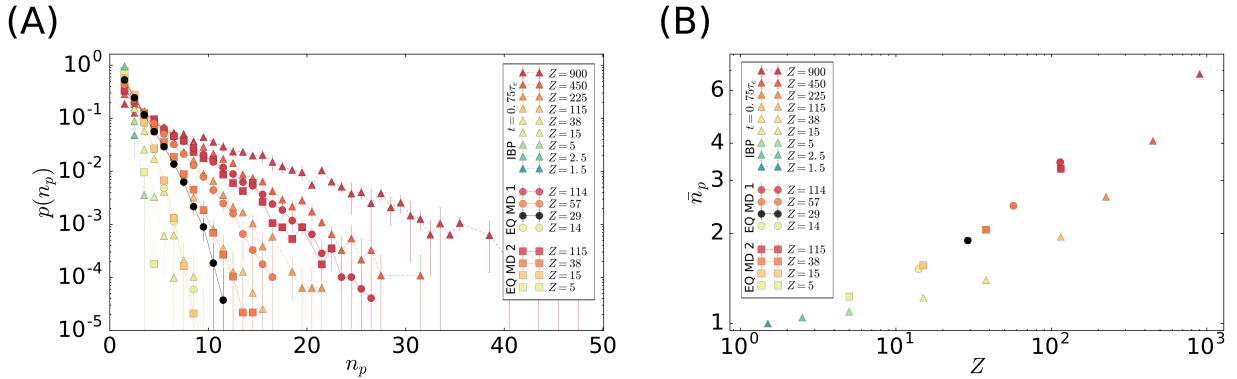 (A)
(B)
10^0
10^-1
10^-2
10^-3
10^-4
10^-5
p(n_p)
0 10 20 30 40 50
n_p
IBP t=0.75τ_e
Z=900
Z=450
Z=225
Z=115
Z=38
Z=15
Z=5
Z=2.5
Z=1.5
EQ MD 1
Z=114
Z=57
Z=29
Z=14
EQ MD 2
Z=115
Z=38
Z=15
Z=5
6
4
3
2
1
n̄_p
10^0 10^1 10^2 10^3
Z
IBP t=0.75τ_e
Z=900
Z=450
Z=225
Z=115
Z=38
Z=15
Z=5
Z=2.5
Z=1.5
EQ MD 1
Z=114
Z=57
Z=29
Z=14
EQ MD 2
Z=115
Z=38
Z=15
Z=5